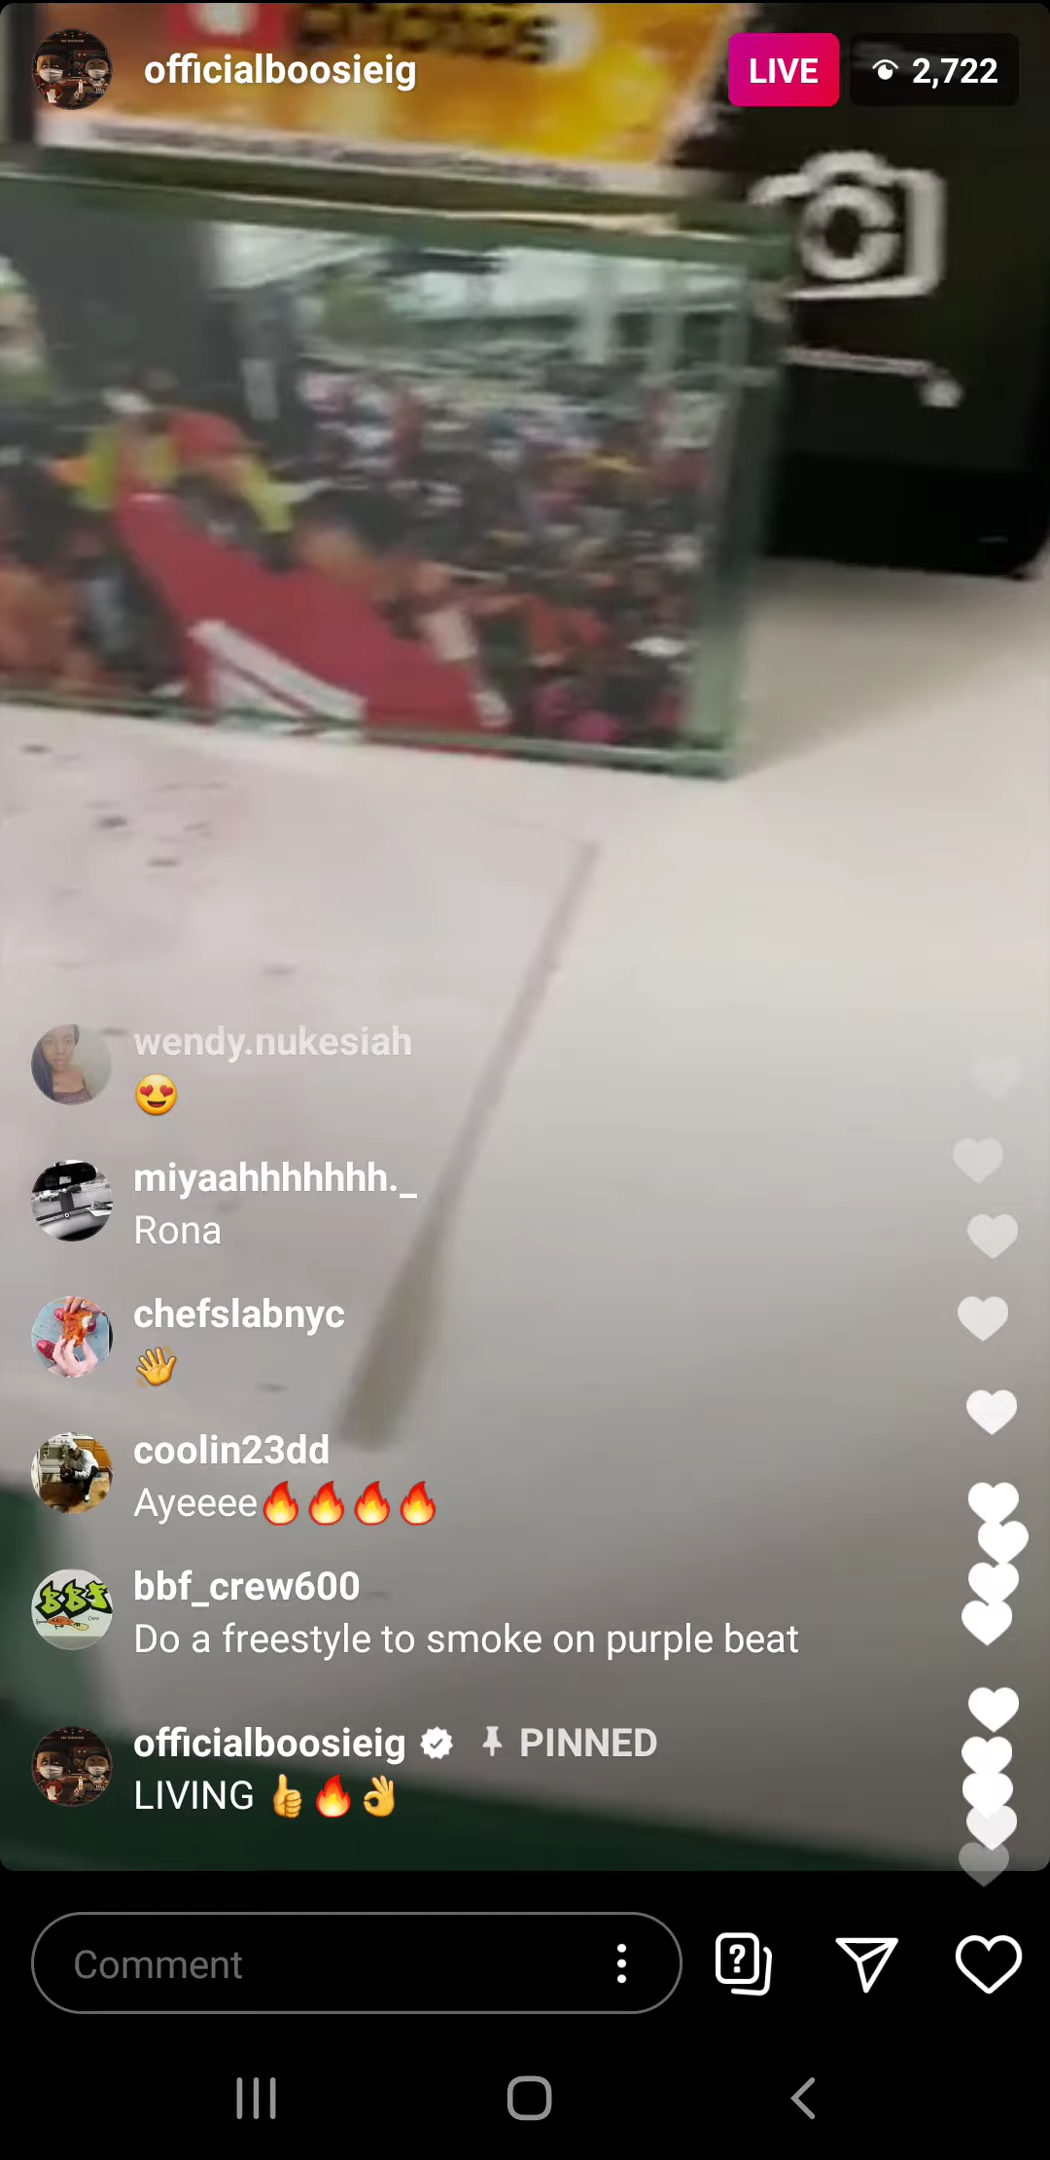 officialboosieig LIVE 2,722
wendy.nukesiah
😍
miyaahhhhhhh._
Rona
chefslabnyc
👋
coolin23dd
Ayeeee🔥🔥🔥🔥
bbf_crew600
Do a freestyle to smoke on purple beat
officialboosieig PINNED
LIVING 👍🔥👌
Comment